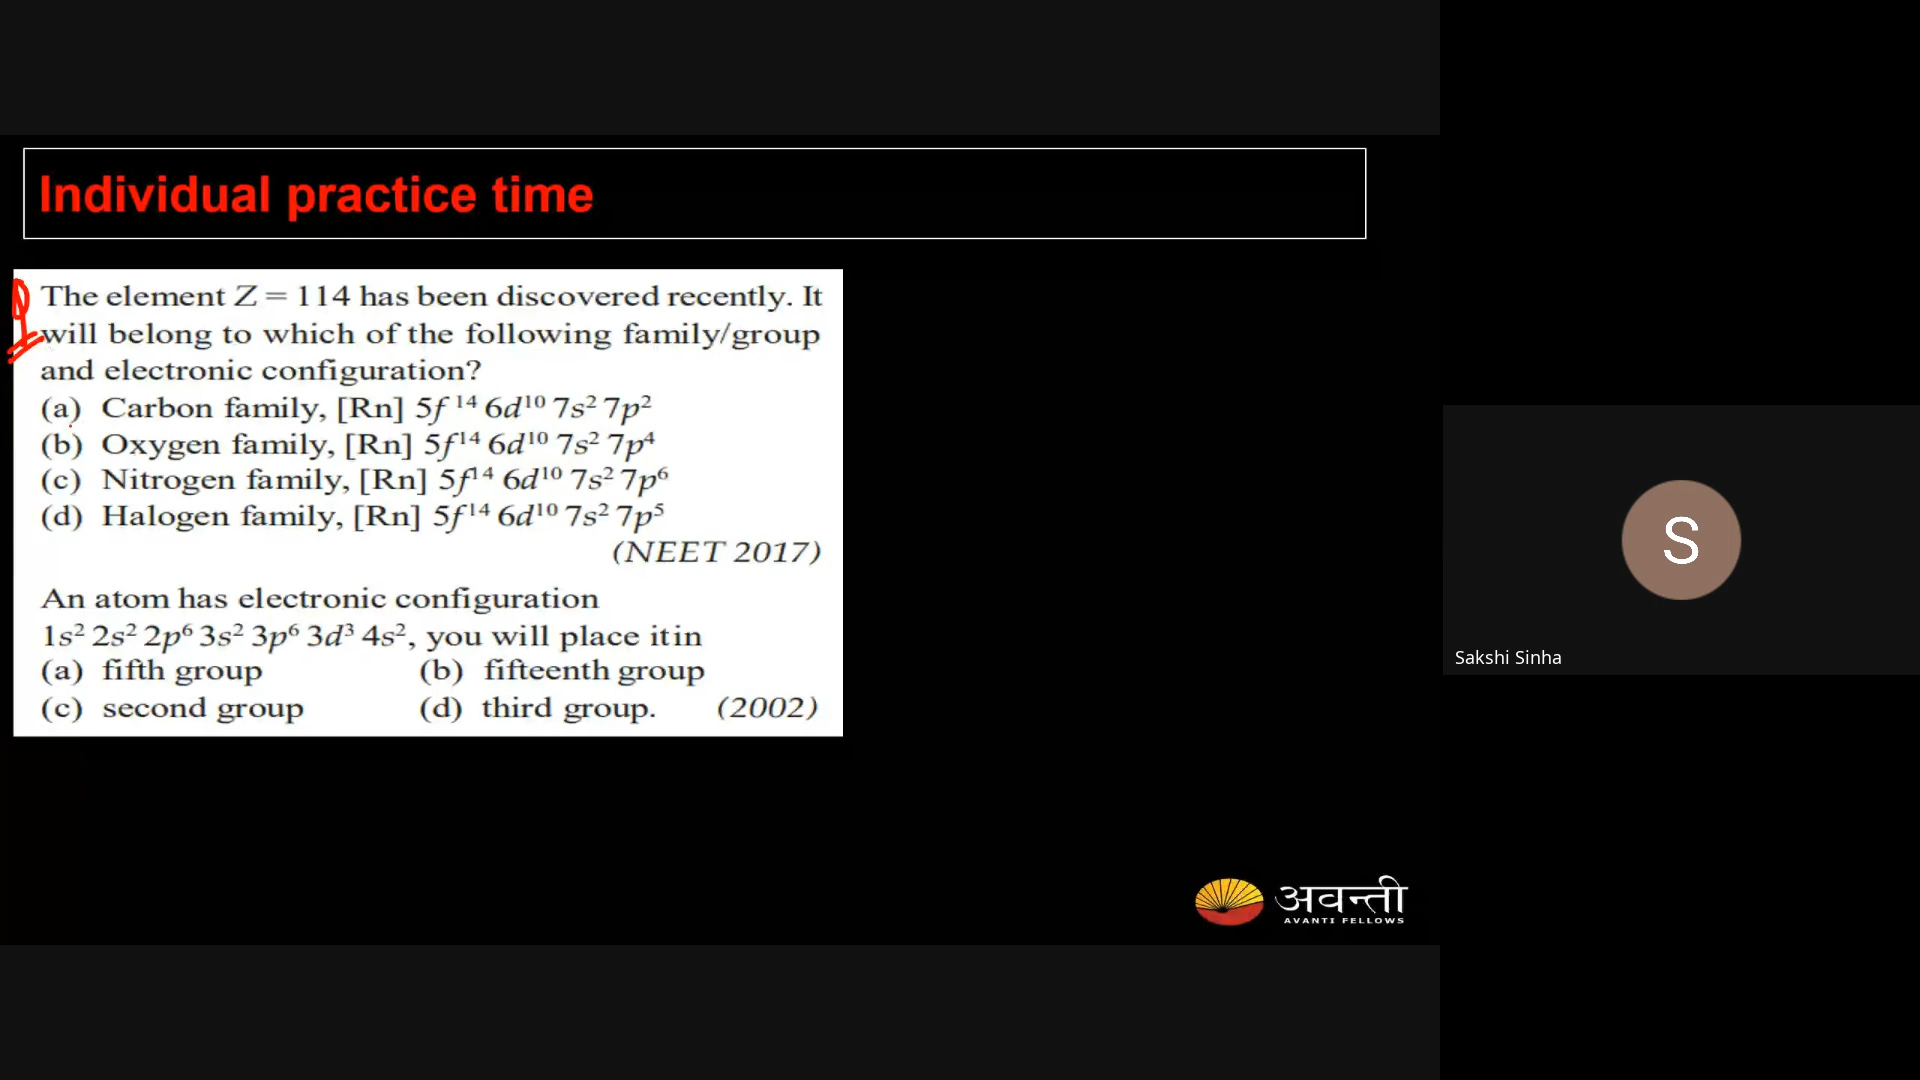 Individual practice time
The element Z = 114 has been discovered recently. It
will belong to which of the following family/group
and electronic configuration?
(a) Carbon family, [Rn] 5f¹⁴ 6d¹⁰ 7s² 7p²
(b) Oxygen family, [Rn] 5f¹⁴ 6d¹⁰ 7s² 7p⁴
(c) Nitrogen family, [Rn] 5f¹⁴ 6d¹⁰ 7s² 7p⁶
(d) Halogen family, [Rn] 5f¹⁴ 6d¹⁰ 7s² 7p⁵
(NEET 2017)
An atom has electronic configuration
1s² 2s² 2p⁶ 3s² 3p⁶ 3d³ 4s², you will place it in
(a) fifth group (b) fifteenth group
(c) second group (d) third group. (2002)
S
Sakshi Sinha
अवन्ती
AVANTI FELLOWS